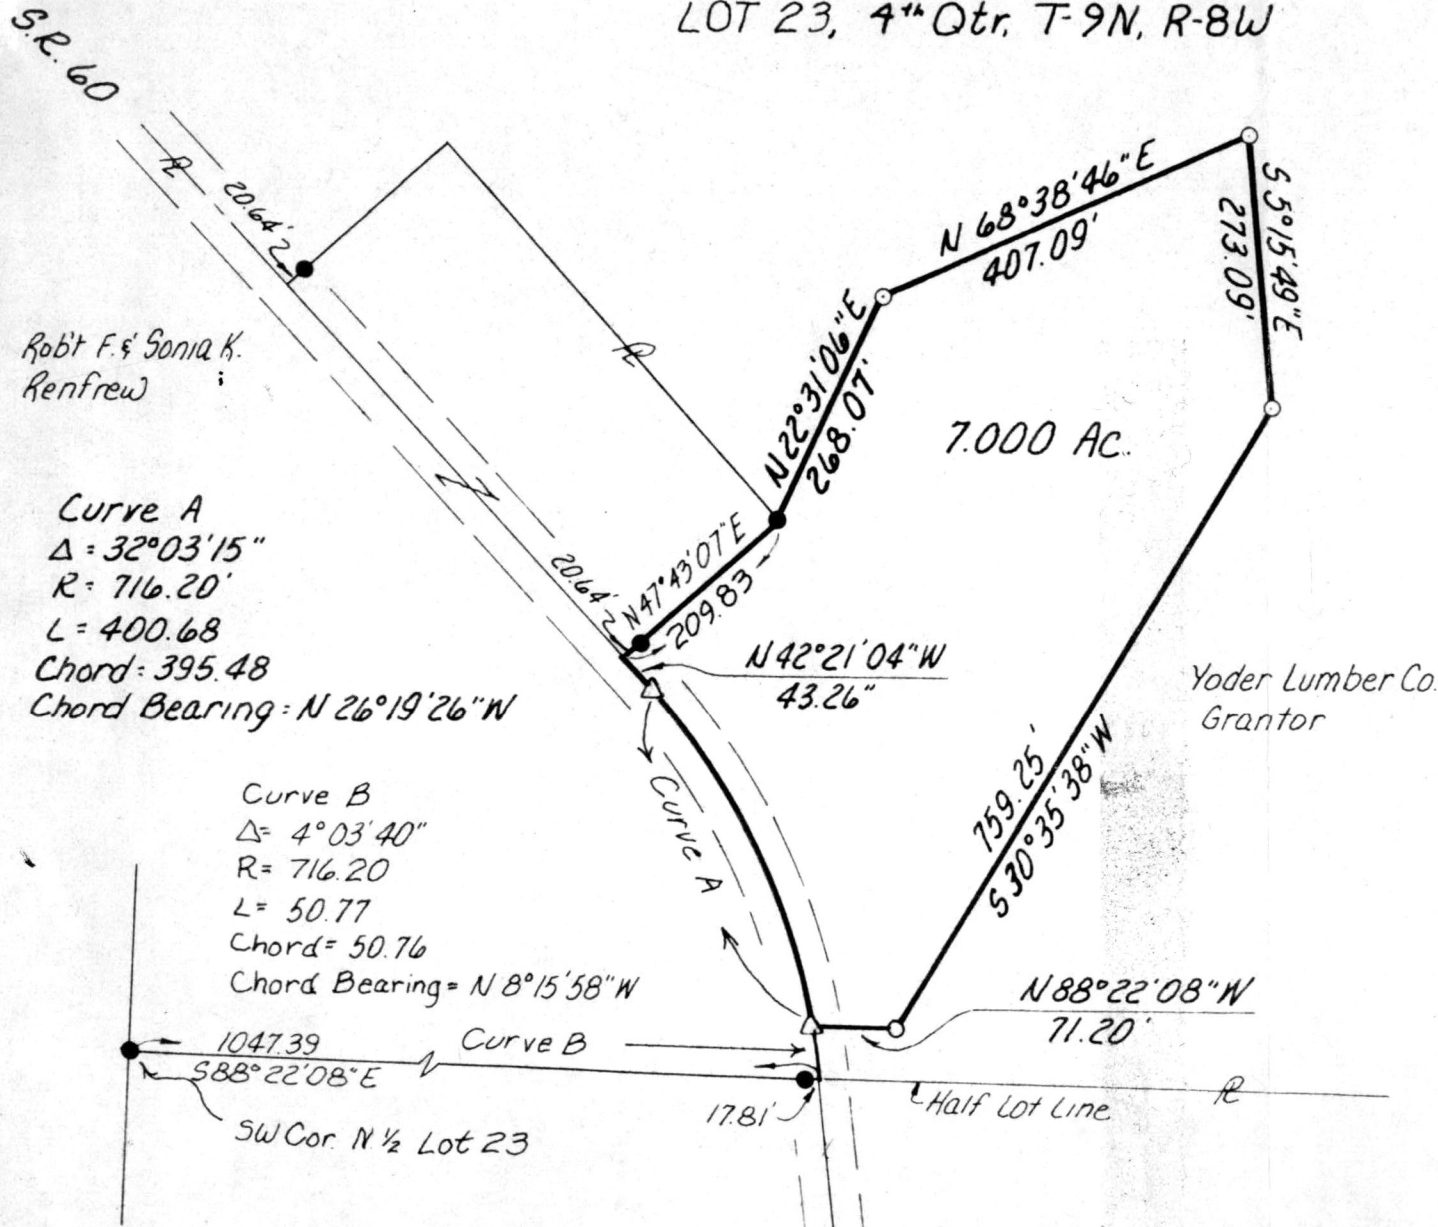 LOT 23, 4th Qtr, T-9N, R-8W
S.R. 60
20.64'
Rob't F. & Sonia K.
Renfrew
N 68°38'46"E
407.09'
S 5°15'49"E
273.09'
N22°31'06"E
268.07'
7.000 Ac.
Curve A
Δ = 32°03'15"
R = 716.20'
L = 400.68
Chord = 395.48
Chord Bearing = N 26°19'26"W
20.64'
N47°43'07"E
209.83
N42°21'04"W
43.26"
Yoder Lumber Co.
Grantor
Curve A
759.25'
S 30°35'38"W
Curve B
Δ= 4°03'40"
R= 716.20
L= 50.77
Chord= 50.76
Chord Bearing= N 8°15'58"W
N88°22'08"W
71.20'
1047.39
S88°22'08"E
Curve B
SW Cor. N.½ Lot 23
17.81'
Half Lot Line